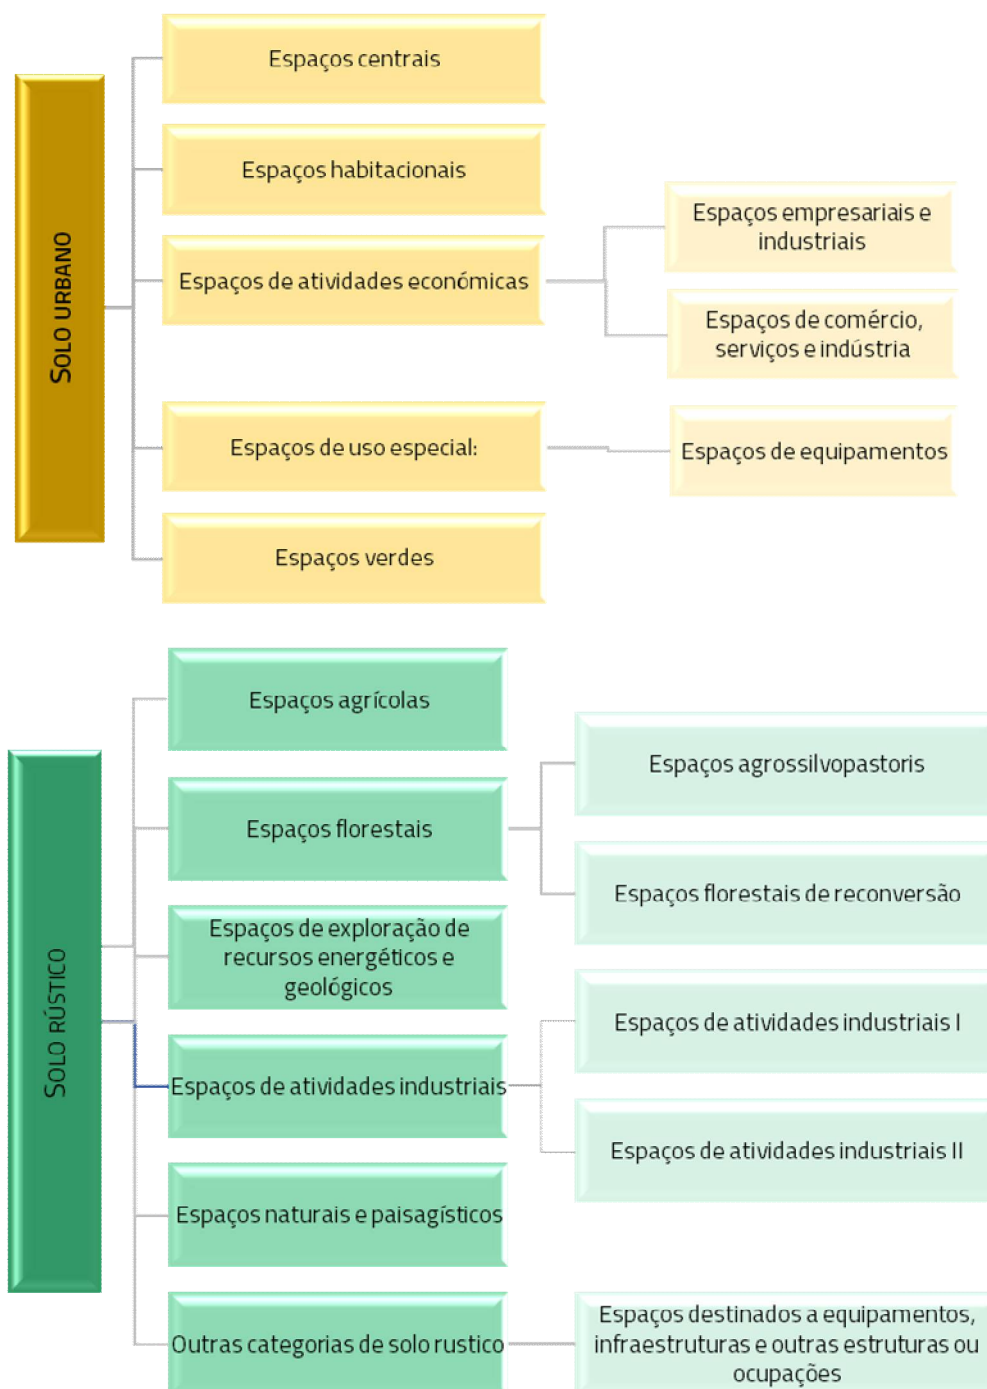 SOLO URBANO
Espaços centrais
Espaços habitacionais
Espaços de atividades económicas
Espaços empresariais e
industriais
Espaços de comércio,
serviços e indústria
Espaços de uso especial:
Espaços de equipamentos
Espaços verdes
SOLO RÚSTICO
Espaços agrícolas
Espaços florestais
Espaços agrossilvopastoris
Espaços florestais de reconversão
Espaços de exploração de
recursos energéticos e
geológicos
Espaços de atividades industriais
Espaços de atividades industriais I
Espaços de atividades industriais II
Espaços naturais e paisagísticos
Outras categorias de solo rustico
Espaços destinados a equipamentos,
infraestruturas e outras estruturas ou
ocupações